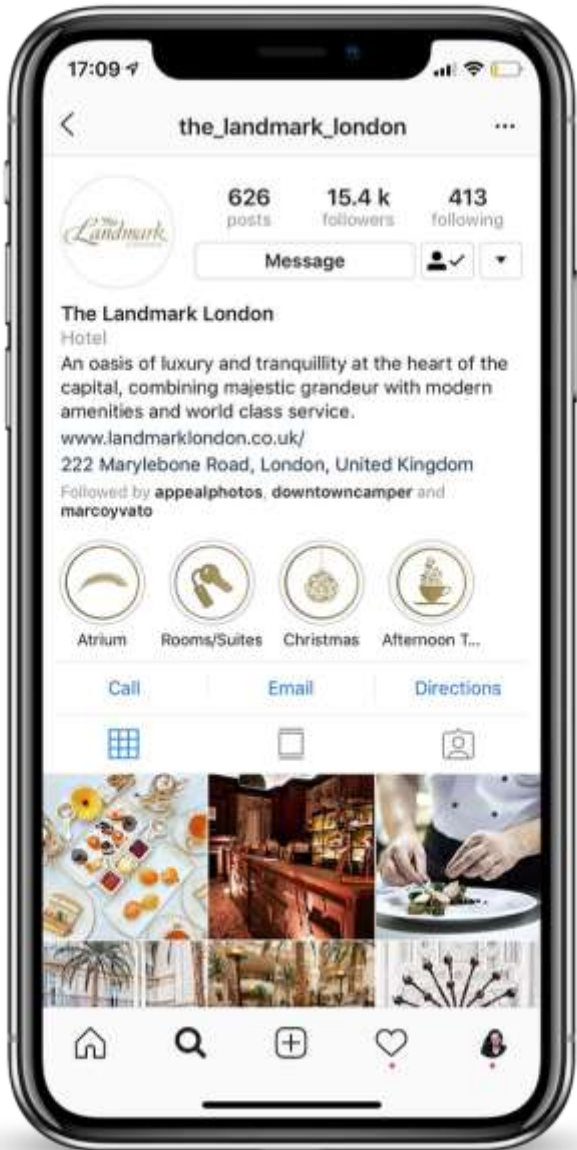 17:09
the_landmark_london
626 15.4 k 413
posts followers following
The Landmark
Message
The Landmark London
Hotel
An oasis of luxury and tranquillity at the heart of the
capital, combining majestic grandeur with modern
amenities and world class service.
www.landmarklondon.co.uk/
222 Marylebone Road, London, United Kingdom
Followed by appealphotos, downtowncamper and
marcoyvato
Atrium Rooms/Suites Christmas Afternoon T...
Call Email Directions